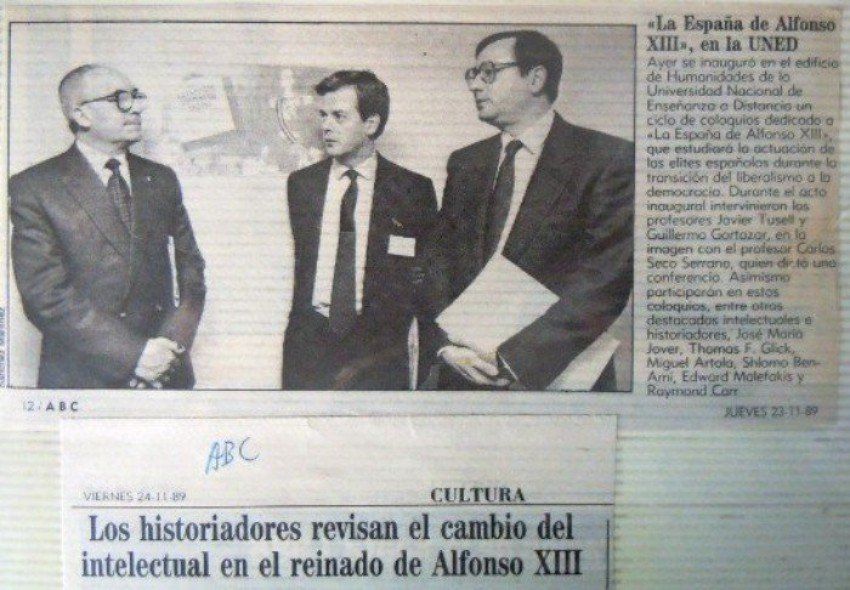 «La España de Alfonso
XIII», en la UNED
Ayer se inauguró en el edificio
de Humanidades de la
Universidad Nacional de
Enseñanza a Distancia un
ciclo de coloquios dedicado a
«La España de Alfonso XIII»,
que estudiará la actuación de
las elites españolas durante la
transición del liberalismo a la
democracia. Durante el acto
inaugural intervinieron los
profesores Javier Tusell y
Guillermo Gortazar, en la
imagen con el profesor Carlos
Seco Serrano, quien dictó una
conferencia. Asimismo
participarán en estos
coloquios, entre otros
destacados intelectuales e
historiadores, José María
Jover, Thomas F. Glick,
Miguel Artola, Shlomo Ben-
Ami, Edward Malefakis y
Raymond Carr
12 / A B C
JUEVES 23-11-89
ABC
VIERNES 24-11-89
CULTURA
Los historiadores revisan el cambio del
intelectual en el reinado de Alfonso XIII